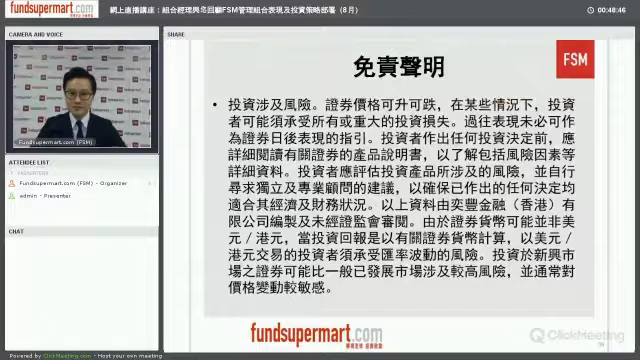 fundsupermart.com
網上直播講座：組合經理與你回顧FSM管理組合表現及投資策略部署（8月）
00:48:46
CAMERA AND VOICE
SHARE
Fundsupermart.com (FSM)
ATTENDEE LIST
PRESENTERS
Fundsupermart.com (FSM) - Organizer
admin - Presenter
CHAT
FSM
免責聲明
• 投資涉及風險。證券價格可升可跌，在某些情況下，投資
者可能須承受所有或重大的投資損失。過往表現未必可作
為證券日後表現的指引。投資者作出任何投資決定前，應
詳細閱讀有關證券的產品說明書，以了解包括風險因素等
詳細資料。投資者應評估投資產品所涉及的風險，並自行
尋求獨立及專業顧問的建議，以確保已作出的任何決定均
適合其經濟及財務狀況。以上資料由奕豐金融（香港）有
限公司編製及未經證監會審閱。由於證券貨幣可能並非美
元／港元，當投資回報是以有關證券貨幣計算，以美元／
港元交易的投資者須承受匯率波動的風險。投資於新興市
場之證券可能比一般已發展市場涉及較高風險，並通常對
價格變動較敏感。
fundsupermart.com
ClickMeeting
Powered by ClickMeeting.com - Host your own meeting